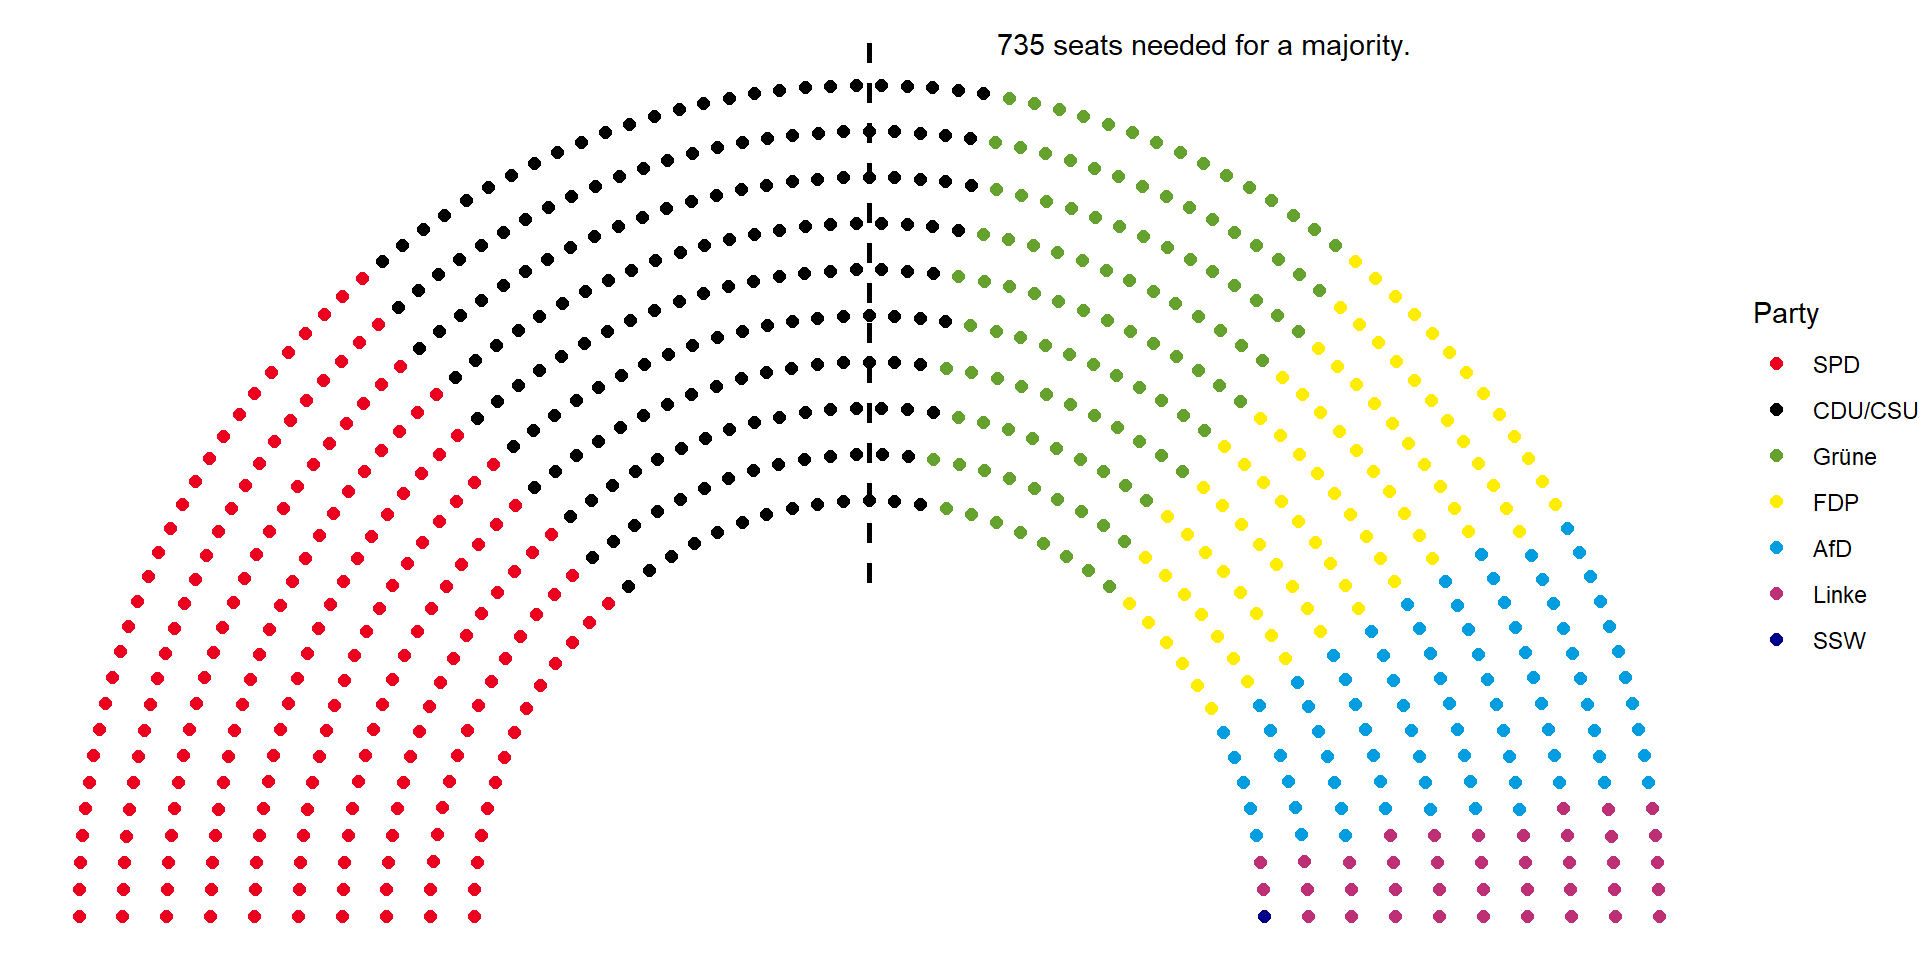 735 seats needed for a majority.
Party
SPD
CDU/CSU
Grüne
FDP
AfD
Linke
SSW